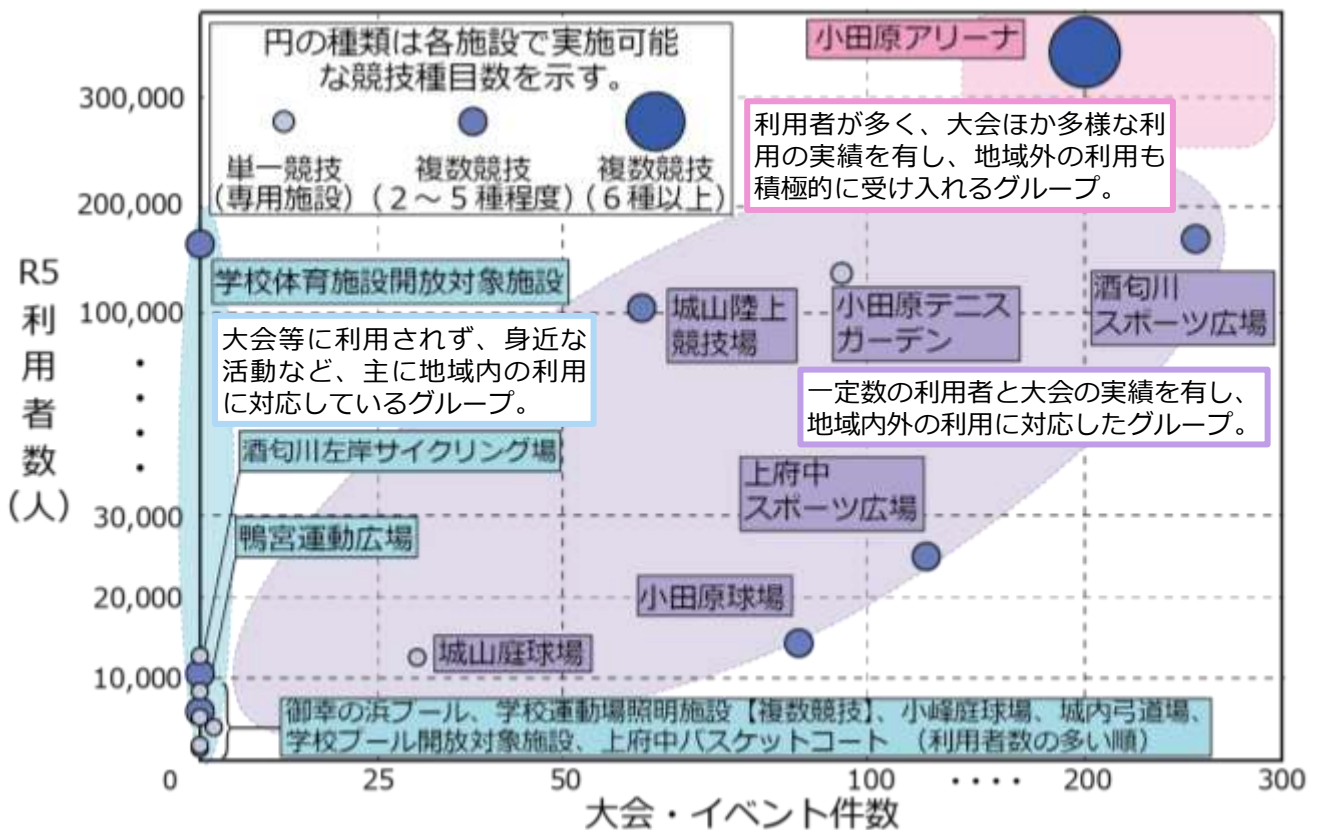 円の種類は各施設で実施可能
な競技種目数を示す。
単一競技
(専用施設)
複数競技
(2~5種程度)
複数競技
(6種以上)
小田原アリーナ
利用者が多く、大会ほか多様な利
用の実績を有し、地域外の利用も
積極的に受け入れるグループ。
300,000
200,000
100,000
30,000
20,000
10,000
0
R5
利
用
者
数
(人)
学校体育施設開放対象施設
大会等に利用されず、身近な
活動など、主に地域内の利用
に対応しているグループ。
城山陸上
競技場
小田原テニス
ガーデン
酒匂川
スポーツ広場
一定数の利用者と大会の実績を有し、
地域内外の利用に対応したグループ。
酒匂川左岸サイクリング場
鴨宮運動広場
上府中
スポーツ広場
小田原球場
城山庭球場
御幸の浜プール、学校運動場照明施設【複数競技】、小峰庭球場、城内弓道場、
学校プール開放対象施設、上府中バスケットコート (利用者数の多い順)
25
50
100
200
300
大会・イベント件数